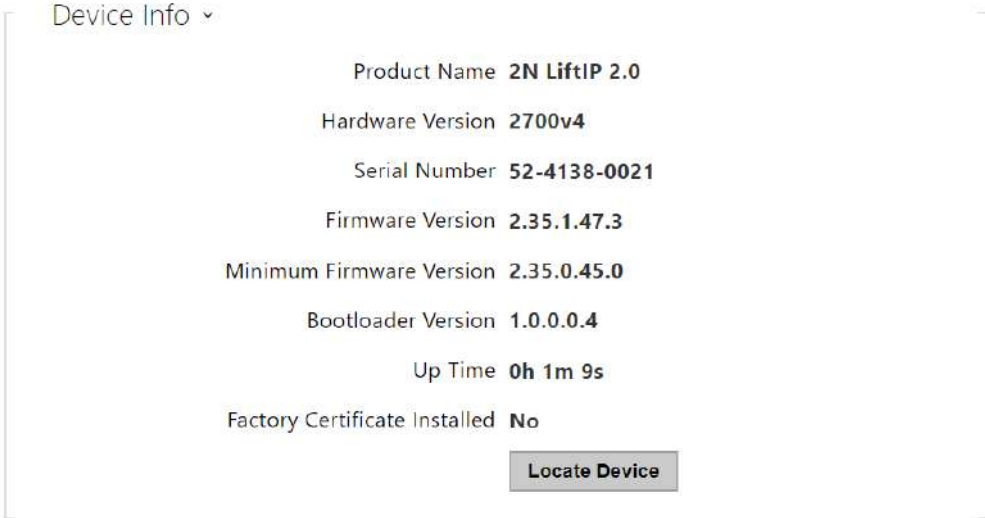 Device Info
Product Name 2N LiftIP 2.0
Hardware Version 2700v4
Serial Number 52-4138-0021
Firmware Version 2.35.1.47.3
Minimum Firmware Version 2.35.0.45.0
Bootloader Version 1.0.0.0.4
Up Time 0h 1m 9s
Factory Certificate Installed No
Locate Device